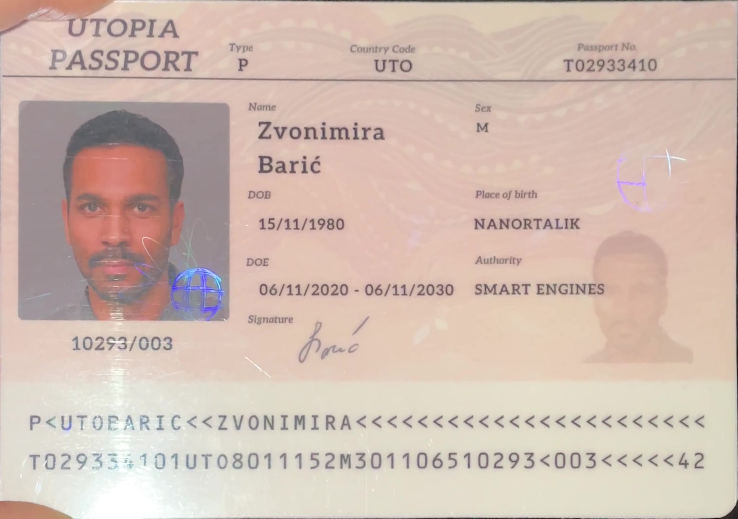 UTOPIA
PASSPORT
Type
P
Country Code
UTO
Passport No.
T02933410
Name
Zvonimira
Barić
Sex
M
DOB
15/11/1980
Place of birth
NANORTALIK
DOE
06/11/2020 - 06/11/2030
Authority
SMART ENGINES
Signature
10293/003
P<UTOBARIC<<ZVONIMIRA<<<<<<<<<<<<<<<<<<<<<<<
T029334101UTO8011152M301106510293<003<<<<<42